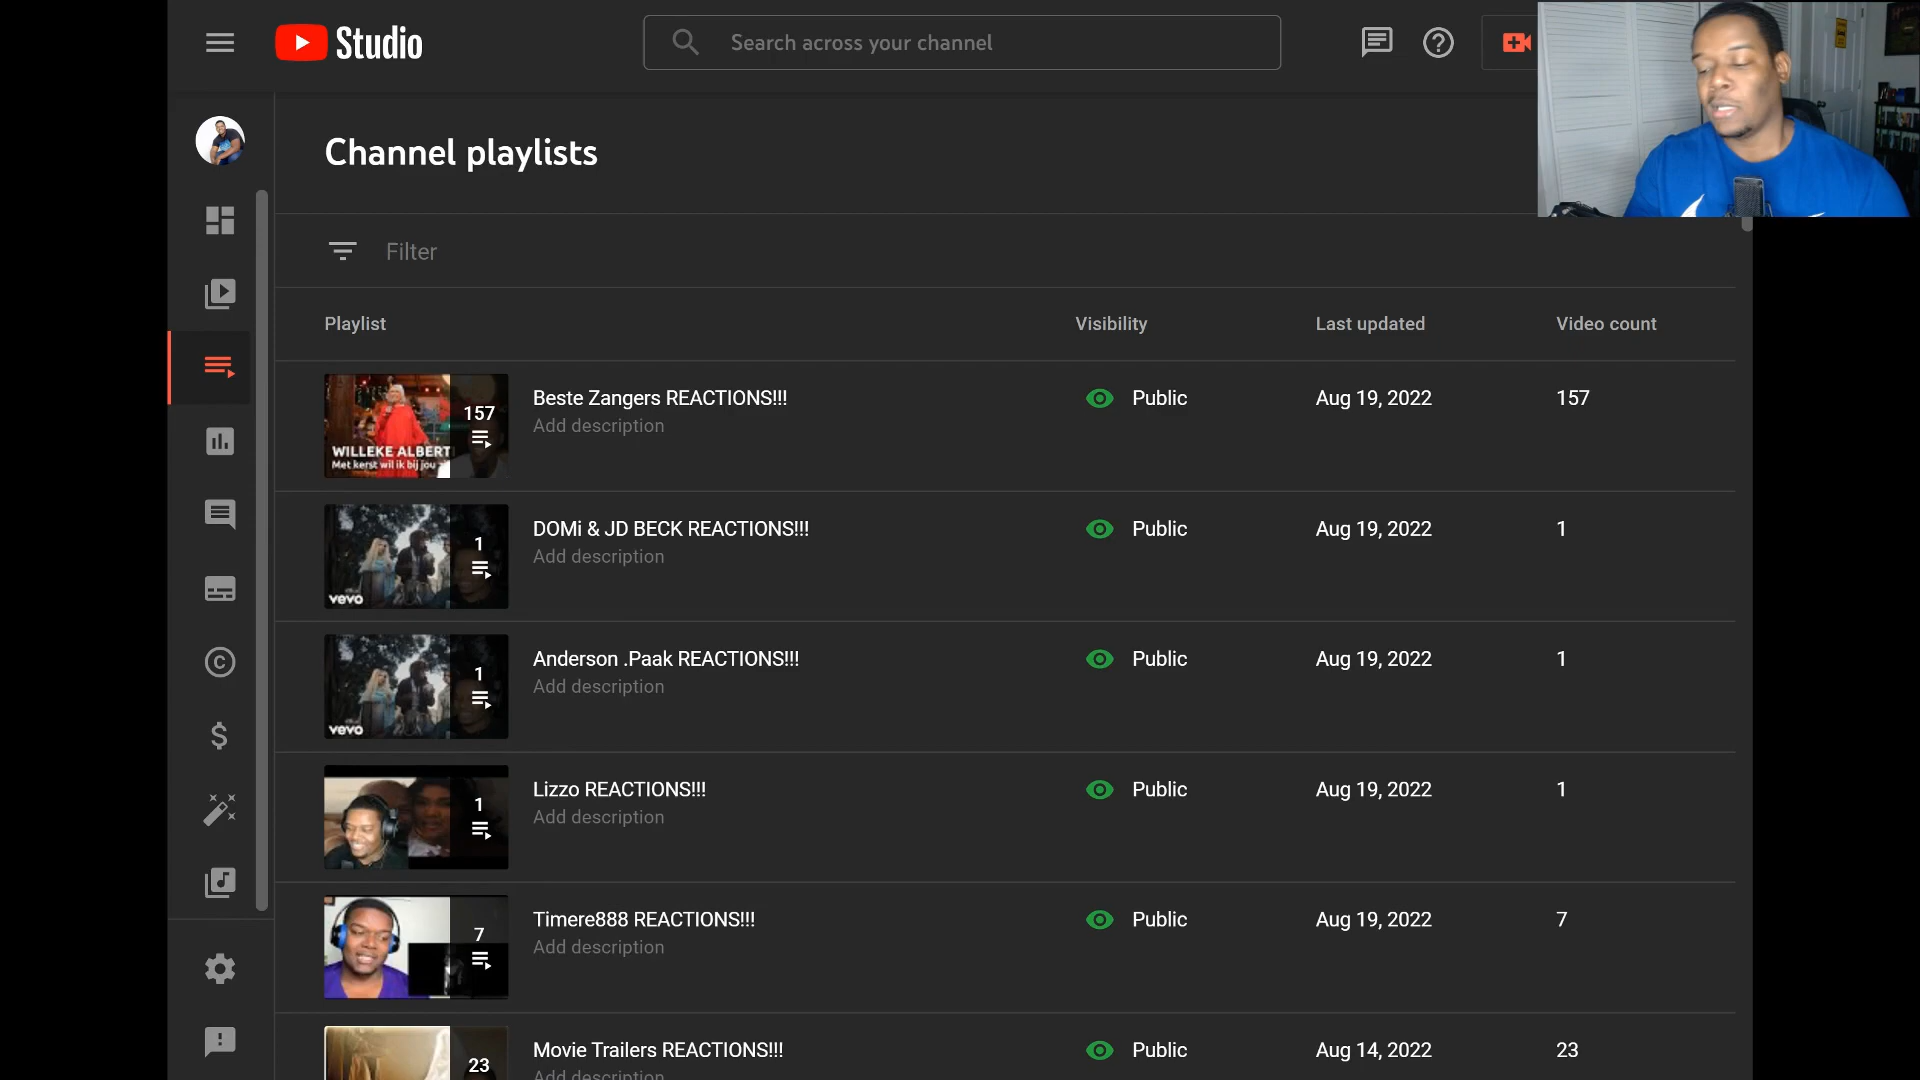 Studio
Search across your channel
Channel playlists
Filter
Playlist
Visibility
Last updated
Video count
157
WILLEKE ALBERT
Met kerst wil ik bij jou
Beste Zangers REACTIONS!!!
Add description
Public
Aug 19, 2022
157
1
vevo
DOMi & JD BECK REACTIONS!!!
Add description
Public
Aug 19, 2022
1
1
vevo
Anderson .Paak REACTIONS!!!
Add description
Public
Aug 19, 2022
1
1
Lizzo REACTIONS!!!
Add description
Public
Aug 19, 2022
1
7
Timere888 REACTIONS!!!
Add description
Public
Aug 19, 2022
7
23
Movie Trailers REACTIONS!!!
Add description
Public
Aug 14, 2022
23